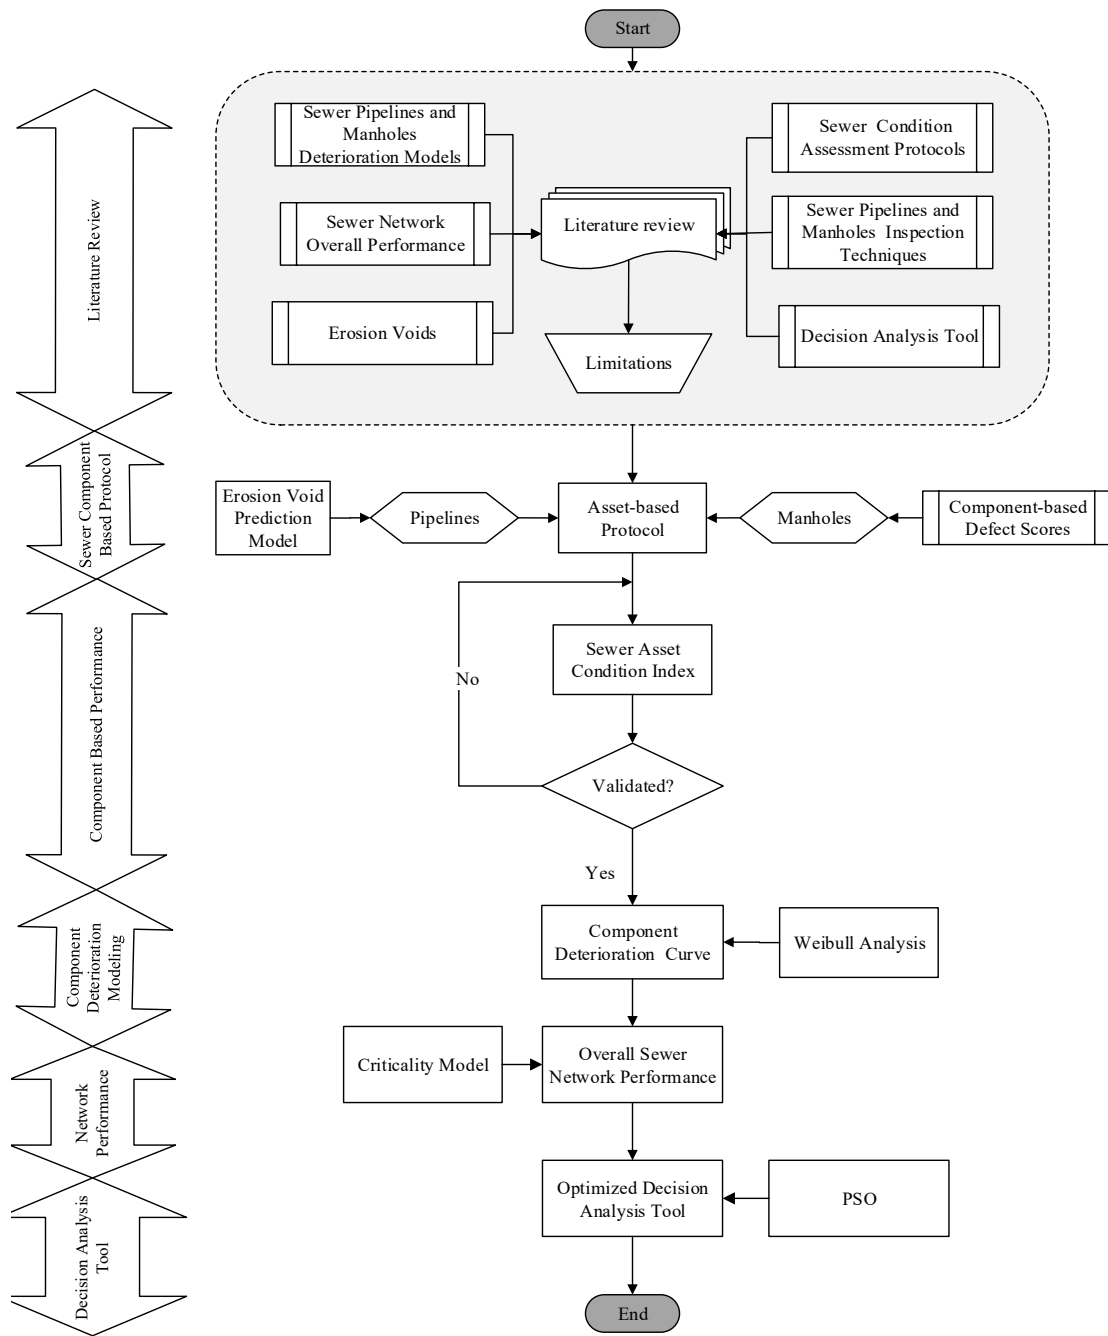 Start
Literature Review
Sewer Pipelines and
Manholes
Deterioration Models
Sewer Network
Overall Performance
Erosion Voids
Literature review
Limitations
Sewer Condition
Assessment Protocols
Sewer Pipelines and
Manholes Inspection
Techniques
Decision Analysis Tool
Sewer Component
Based Protocol
Erosion Void
Prediction
Model
Pipelines
Asset-based
Protocol
Manholes
Component-based
Defect Scores
Component Based Performance
Sewer Asset
Condition Index
No
Validated?
Yes
Component
Deterioration
Modeling
Component
Deterioration Curve
Weibull Analysis
Network
Performance
Criticality Model
Overall Sewer
Network Performance
Decision Analysis
Tool
Optimized Decision
Analysis Tool
PSO
End